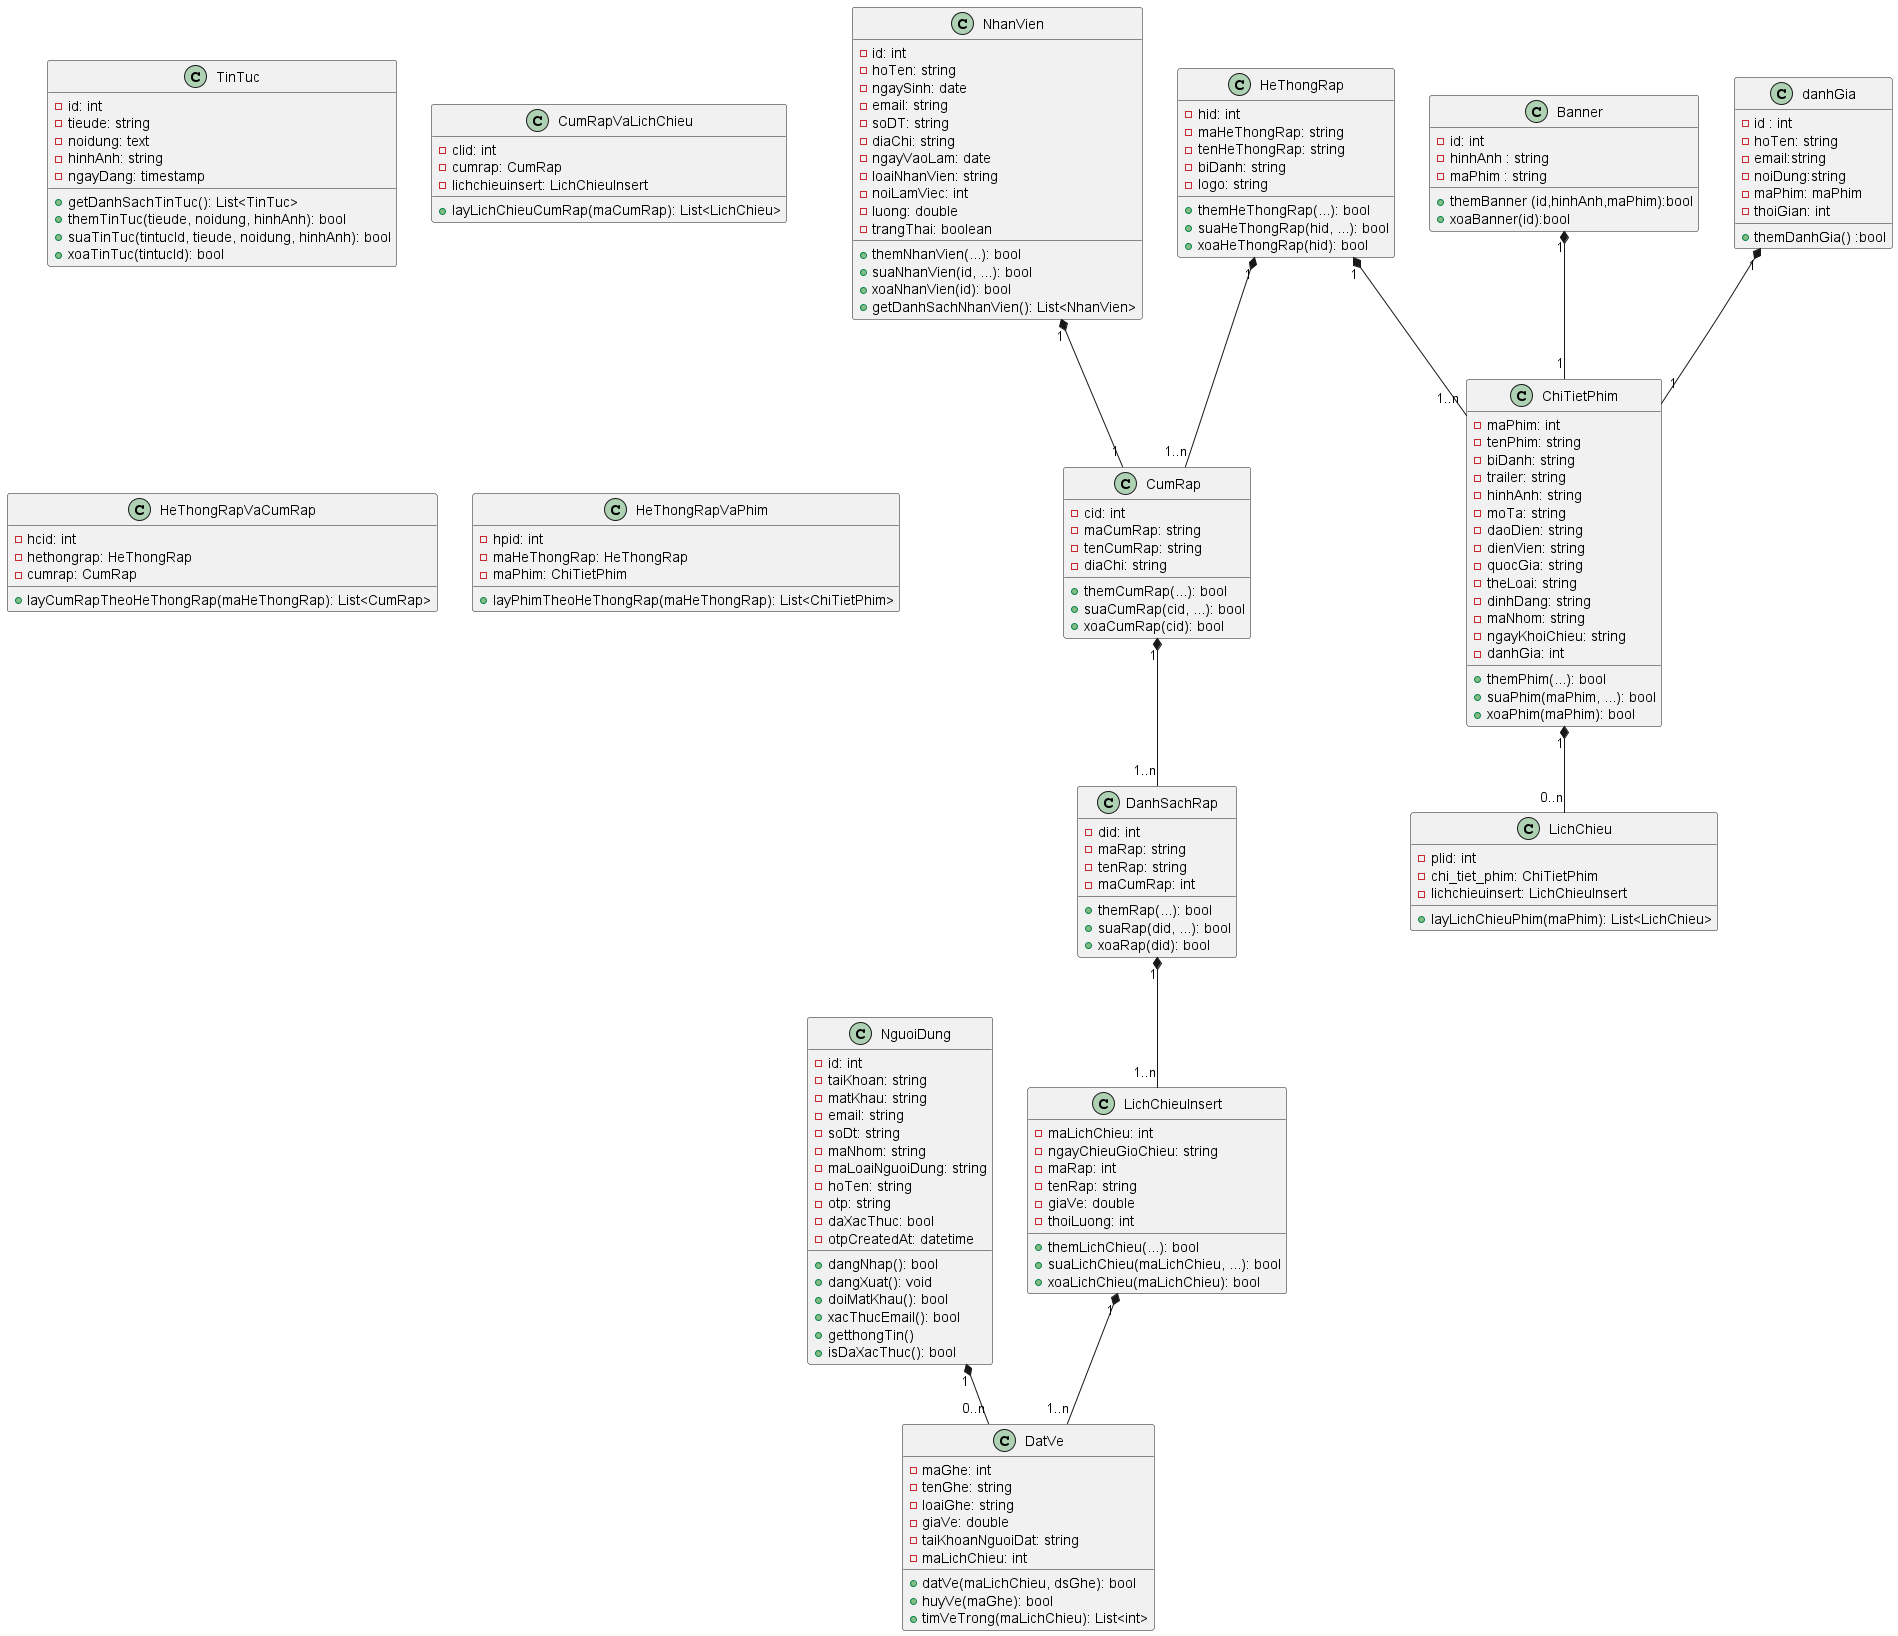 TinTuc
id: int
tieude: string
noidung: text
hinhAnh: string
ngayDang: timestamp
getDanhSachTinTuc(): List<TinTuc>
themTinTuc(tieude, noidung, hinhAnh): bool
suaTinTuc(tintucId, tieude, noidung, hinhAnh): bool
xoaTinTuc(tintucId): bool
CumRapVaLichChieu
clid: int
cumrap: CumRap
lichchieuinsert: LichChieuInsert
layLichChieuCumRap(maCumRap): List<LichChieu>
NhanVien
id: int
hoTen: string
ngaySinh: date
email: string
soDT: string
diaChi: string
ngayVaoLam: date
loaiNhanVien: string
noiLamViec: int
luong: double
trangThai: boolean
themNhanVien(...): bool
suaNhanVien(id, ...): bool
xoaNhanVien(id): bool
getDanhSachNhanVien(): List<NhanVien>
HeThongRap
hid: int
maHeThongRap: string
tenHeThongRap: string
biDanh: string
logo: string
themHeThongRap(...): bool
suaHeThongRap(hid, ...): bool
xoaHeThongRap(hid): bool
Banner
id: int
hinhAnh : string
maPhim : string
themBanner (id,hinhAnh,maPhim):bool
xoaBanner(id):bool
danhGia
id : int
hoTen: string
email:string
noiDung:string
maPhim: maPhim
thoiGian: int
themDanhGia() :bool
1
1
1
1
1
1
1..n
1..n
1
1
HeThongRapVaCumRap
hcid: int
hethongrap: HeThongRap
cumrap: CumRap
layCumRapTheoHeThongRap(maHeThongRap): List<CumRap>
HeThongRapVaPhim
hpid: int
maHeThongRap: HeThongRap
maPhim: ChiTietPhim
layPhimTheoHeThongRap(maHeThongRap): List<ChiTietPhim>
CumRap
cid: int
maCumRap: string
tenCumRap: string
diaChi: string
themCumRap(...): bool
suaCumRap(cid, ...): bool
xoaCumRap(cid): bool
ChiTietPhim
maPhim: int
tenPhim: string
biDanh: string
trailer: string
hinhAnh: string
moTa: string
daoDien: string
dienVien: string
quocGia: string
theLoai: string
dinhDang: string
maNhom: string
ngayKhoiChieu: string
danhGia: int
themPhim(...): bool
suaPhim(maPhim, ...): bool
xoaPhim(maPhim): bool
1
1..n
1
0..n
DanhSachRap
did: int
maRap: string
tenRap: string
maCumRap: int
themRap(...): bool
suaRap(did, ...): bool
xoaRap(did): bool
LichChieu
plid: int
chi_tiet_phim: ChiTietPhim
lichchieuinsert: LichChieuInsert
layLichChieuPhim(maPhim): List<LichChieu>
1
1..n
NguoiDung
id: int
taiKhoan: string
matKhau: string
email: string
soDt: string
maNhom: string
maLoaiNguoiDung: string
hoTen: string
otp: string
daXacThuc: bool
otpCreatedAt: datetime
dangNhap(): bool
dangXuat(): void
doiMatKhau(): bool
xacThucEmail(): bool
getthongTin()
isDaXacThuc(): bool
LichChieuInsert
maLichChieu: int
ngayChieuGioChieu: string
maRap: int
tenRap: string
giaVe: double
thoiLuong: int
themLichChieu(...): bool
suaLichChieu(maLichChieu, ...): bool
xoaLichChieu(maLichChieu): bool
1
1
0..n
1..n
DatVe
maGhe: int
tenGhe: string
loaiGhe: string
giaVe: double
taiKhoanNguoiDat: string
maLichChieu: int
datVe(maLichChieu, dsGhe): bool
huyVe(maGhe): bool
timVeTrong(maLichChieu): List<int>